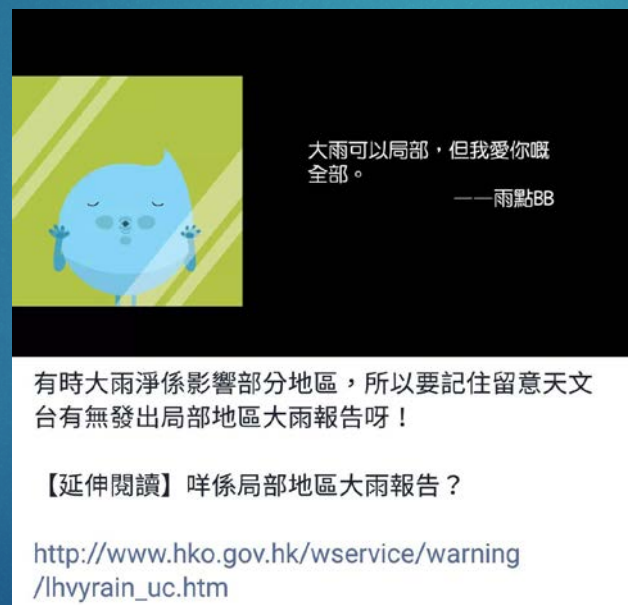 大雨可以局部，但我愛你嘅
全部。
——雨點BB
有時大雨淨係影響部分地區，所以要記住留意天文
台有無發出局部地區大雨報告呀！
【延伸閱讀】咩係局部地區大雨報告？
http://www.hko.gov.hk/wservice/warning
/lhvyrain_uc.htm